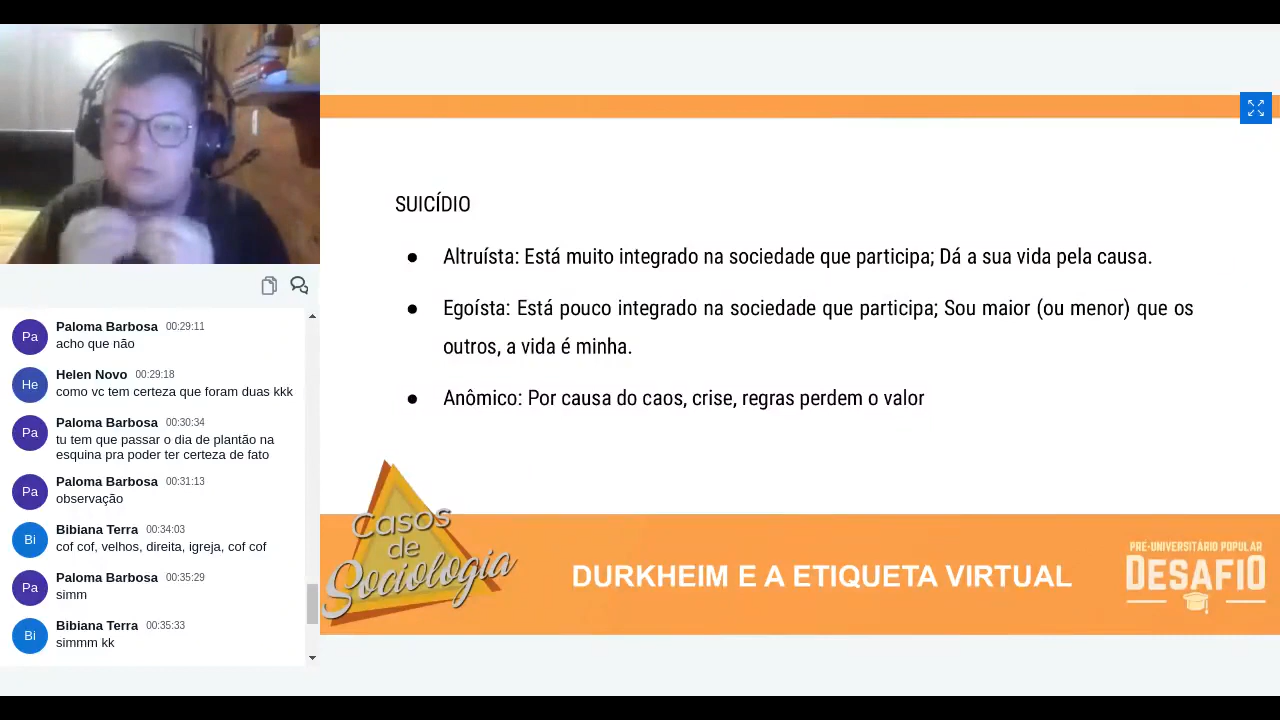 Pa
Paloma Barbosa 00:29:11
acho que não
He
Helen Novo 00:29:18
como vc tem certeza que foram duas kkk
Pa
Paloma Barbosa 00:30:34
tu tem que passar o dia de plantão na
esquina pra poder ter certeza de fato
Pa
Paloma Barbosa 00:31:13
observação
Bi
Bibiana Terra 00:34:03
cof cof, velhos, direita, igreja, cof cof
Pa
Paloma Barbosa 00:35:29
simm
Bi
Bibiana Terra 00:35:33
simmm kk
SUICÍDIO
● Altruísta: Está muito integrado na sociedade que participa; Dá a sua vida pela causa.
● Egoísta: Está pouco integrado na sociedade que participa; Sou maior (ou menor) que os
outros, a vida é minha.
● Anômico: Por causa do caos, crise, regras perdem o valor
Casos
de
Sociologia
DURKHEIM E A ETIQUETA VIRTUAL
PRÉ-UNIVERSITÁRIO POPULAR
DESAFIO